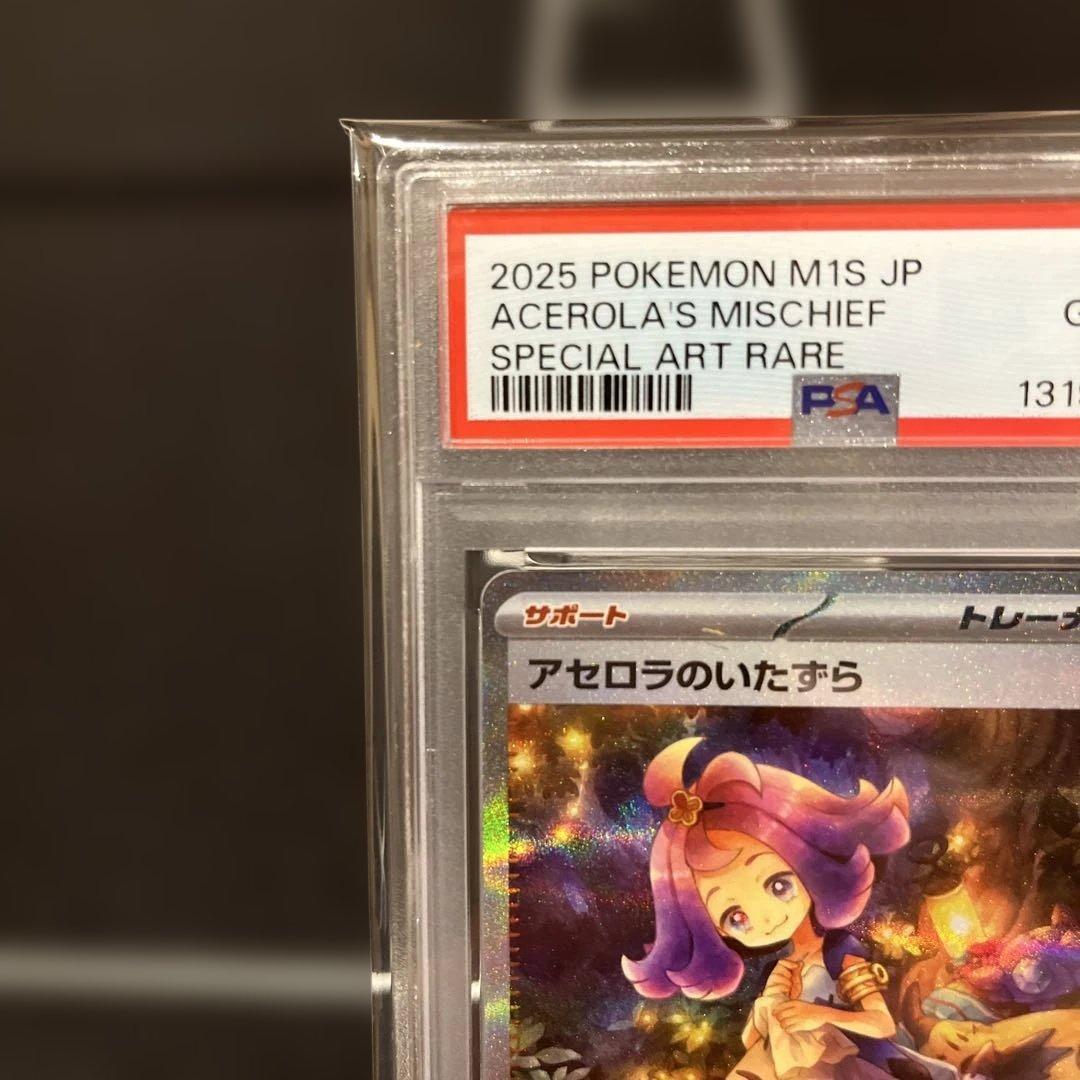 2025 POKEMON M1S JP
ACEROLA'S MISCHIEF
SPECIAL ART RARE
PSA
サポート
アセロラのいたずら